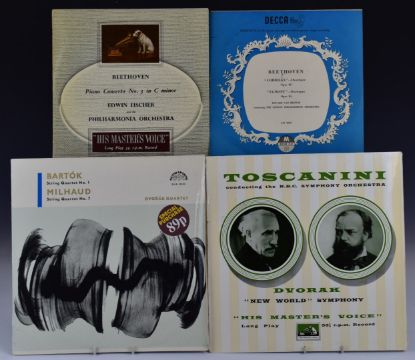 BEETHOVEN
Piano Concerto No. 3 in C minor
EDWIN FISCHER
and the
PHILHARMONIA ORCHESTRA
"HIS MASTER'S VOICE"
Long Play 33⅓ r.p.m. Record
DECCA
BEETHOVEN
"CORIOLAN"—Overture
"EGMONT"—Overture
BARTÓK
String Quartet No.
MILHAUD
String Quartet No. 7
DVOŘÁK QUARTET
SPECIAL
PURCHASE
89p
TOSCANINI
conducting the N.B.C. SYMPHONY ORCHESTRA
DVORAK
"NEW WORLD" SYMPHONY
"HIS MASTER'S VOICE"
Long Play 33⅓ r.p.m. Record